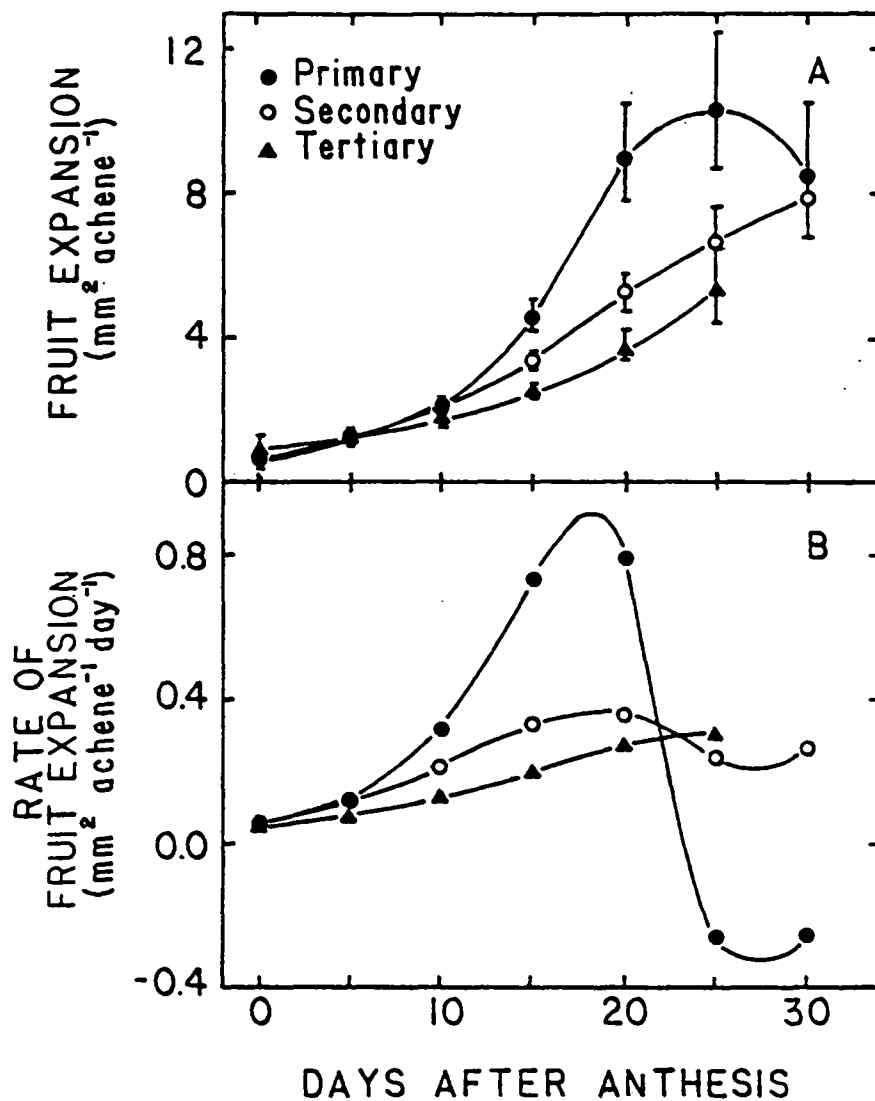 12
8
4
0
FRUIT EXPANSION
(mm² achene⁻¹)
Primary
Secondary
Tertiary
A
0.8
0.4
0.0
-0.4
RATE OF
FRUIT EXPANSION
(mm² achene⁻¹ day⁻¹)
B
0
10
20
30
DAYS AFTER ANTHESIS